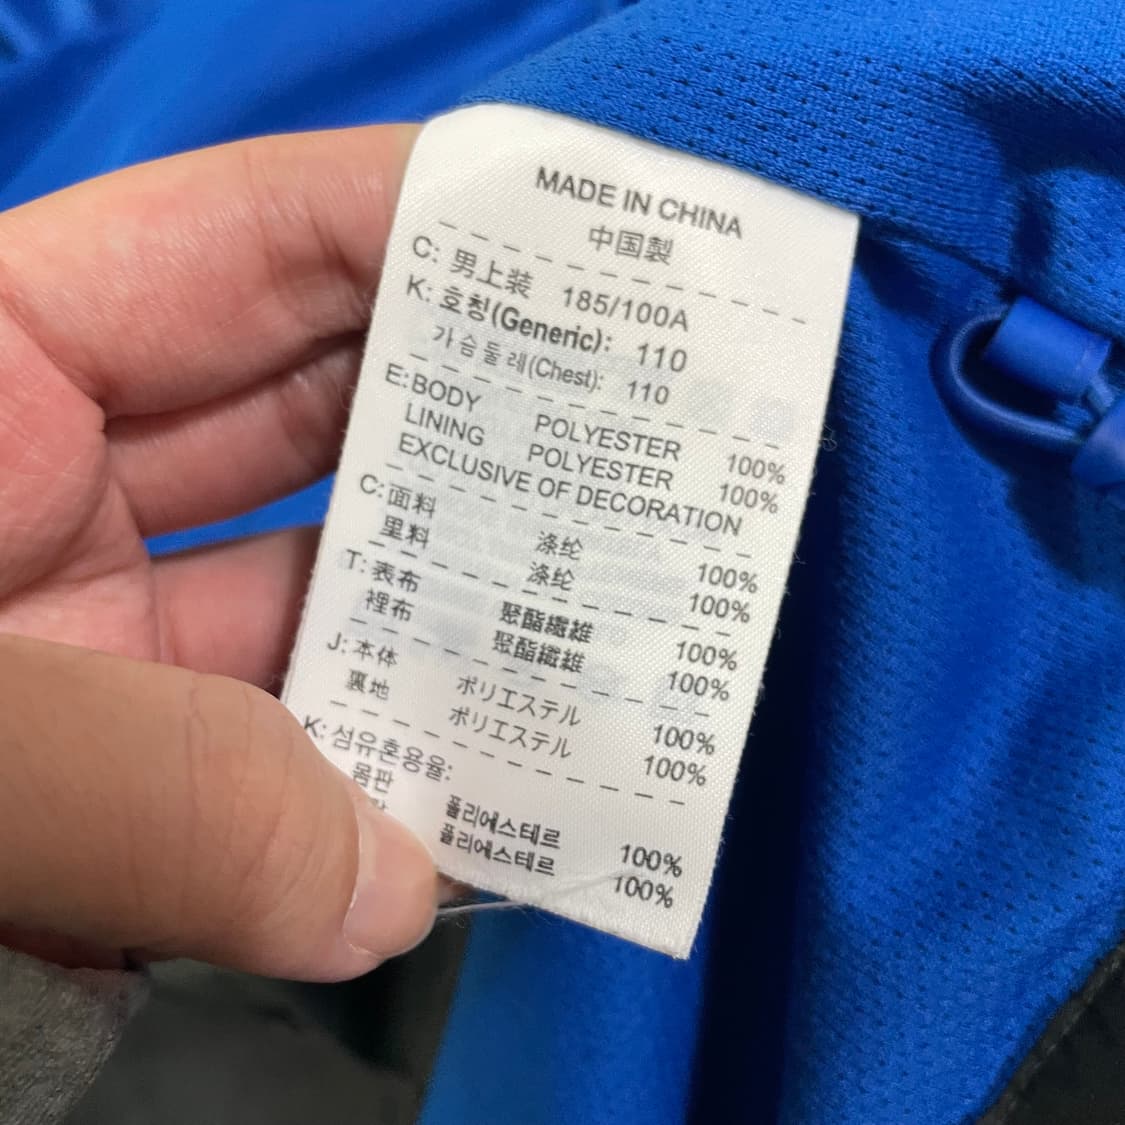 MADE IN CHINA
中国製
C: 男上装 185/100A
K: 호칭(Generic): 110
가슴둘레(Chest): 110
E: BODY POLYESTER 100%
LINING POLYESTER 100%
EXCLUSIVE OF DECORATION
C: 面料 涤纶 100%
里料 涤纶 100%
T: 表布 聚酯纖維 100%
裡布 聚酯纖維 100%
J: 本体 ポリエステル 100%
裏地 ポリエステル 100%
K: 섬유혼용율:
몸판 폴리에스테르 100%
폴리에스테르 100%